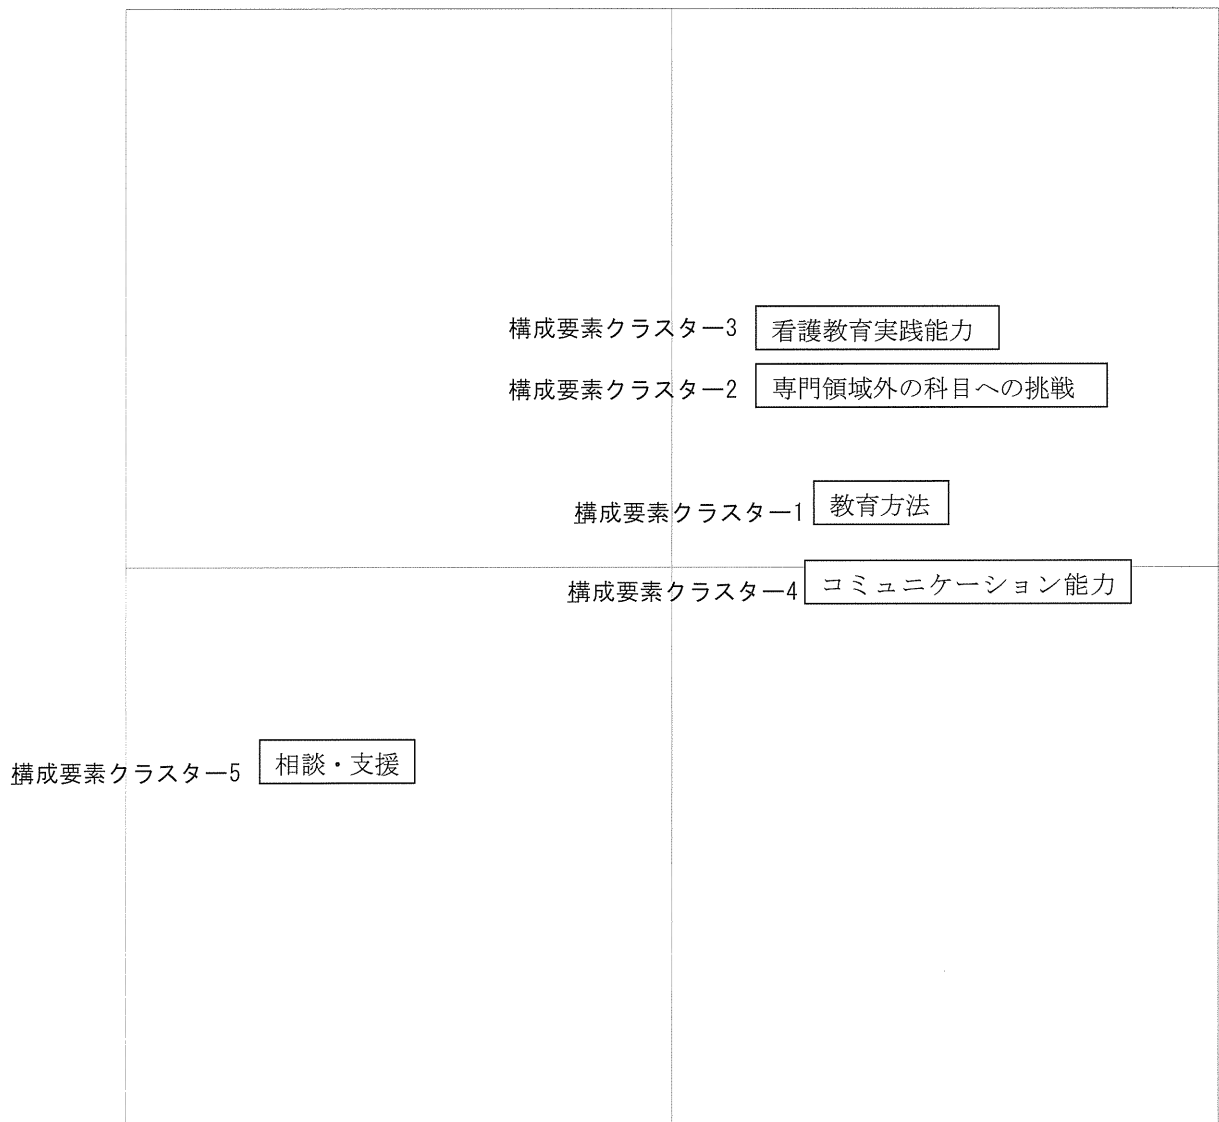 構成要素クラスター3 看護教育実践能力
構成要素クラスター2 専門領域外の科目への挑戦
構成要素クラスター1 教育方法
構成要素クラスター4 コミュニケーション能力
構成要素クラスター5 相談・支援